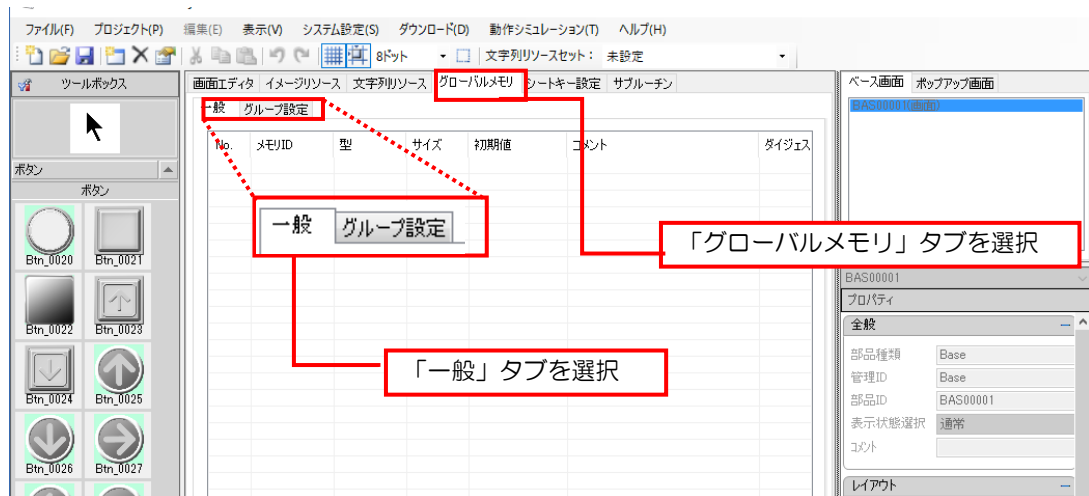 ファイル(F) プロジェクト(P) 編集(E) 表示(V) システム設定(S) ダウンロード(D) 動作シミュレーション(T) ヘルプ(H)
8ドット 文字列リソースセット： 未設定
ツールボックス
画面エディタ イメージリソース 文字列リソース グローバルメモリ シートキー設定 サブルーチン
ベース画面 ポップアップ画面
一般 グループ設定
BAS00001(画面)
No. メモリID 型 サイズ 初期値 コメント ダイジェス
ボタン
ボタン
一般 グループ設定
「グローバルメモリ」タブを選択
Btn_0020 Btn_0021
BAS00001
プロパティ
Btn_0022 Btn_0023
全般
「一般」タブを選択
部品種類 Base
管理ID Base
Btn_0024 Btn_0025
部品ID BAS00001
表示状態選択 通常
コメント
Btn_0026 Btn_0027
レイアウト